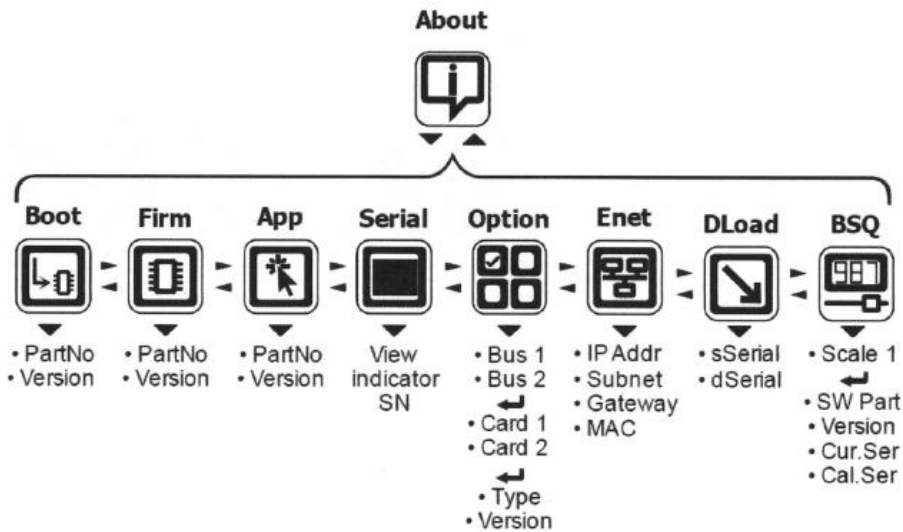 About
i
Boot
Firm
App
Serial
Option
Enet
DLoad
BSQ
987
• PartNo
• Version
• PartNo
• Version
• PartNo
• Version
View
indicator
SN
• Bus 1
• Bus 2
• Card 1
• Card 2
• Type
• Version
• IP Addr
• Subnet
• Gateway
• MAC
• sSerial
• dSerial
• Scale 1
• SW Part
• Version
• Cur.Ser
• Cal.Ser